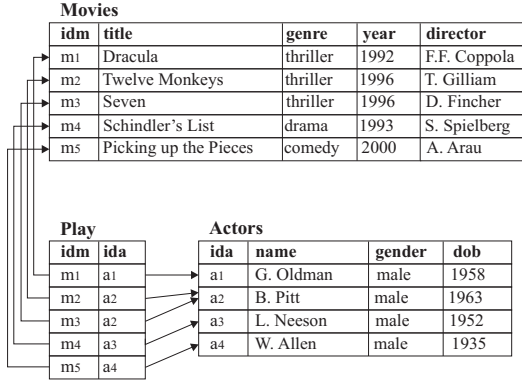 Movies
idm title genre year director
m1 Dracula thriller 1992 F.F. Coppola
m2 Twelve Monkeys thriller 1996 T. Gilliam
m3 Seven thriller 1996 D. Fincher
m4 Schindler's List drama 1993 S. Spielberg
m5 Picking up the Pieces comedy 2000 A. Arau
Play
idm ida
m1 a1
m2 a2
m3 a2
m4 a3
m5 a4
Actors
ida name gender dob
a1 G. Oldman male 1958
a2 B. Pitt male 1963
a3 L. Neeson male 1952
a4 W. Allen male 1935